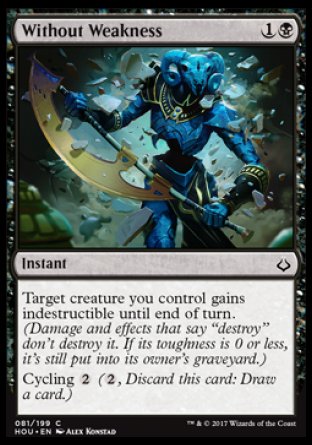 Without Weakness 1
Instant
Target creature you control gains
indestructible until end of turn.
(Damage and effects that say “destroy”
don’t destroy it. If its toughness is 0 or less,
it’s still put into its owner’s graveyard.)
Cycling 2 (2, Discard this card: Draw
a card.)
081/199 C
HOU • EN Alex Konstad
™ & © 2017 Wizards of the Coast